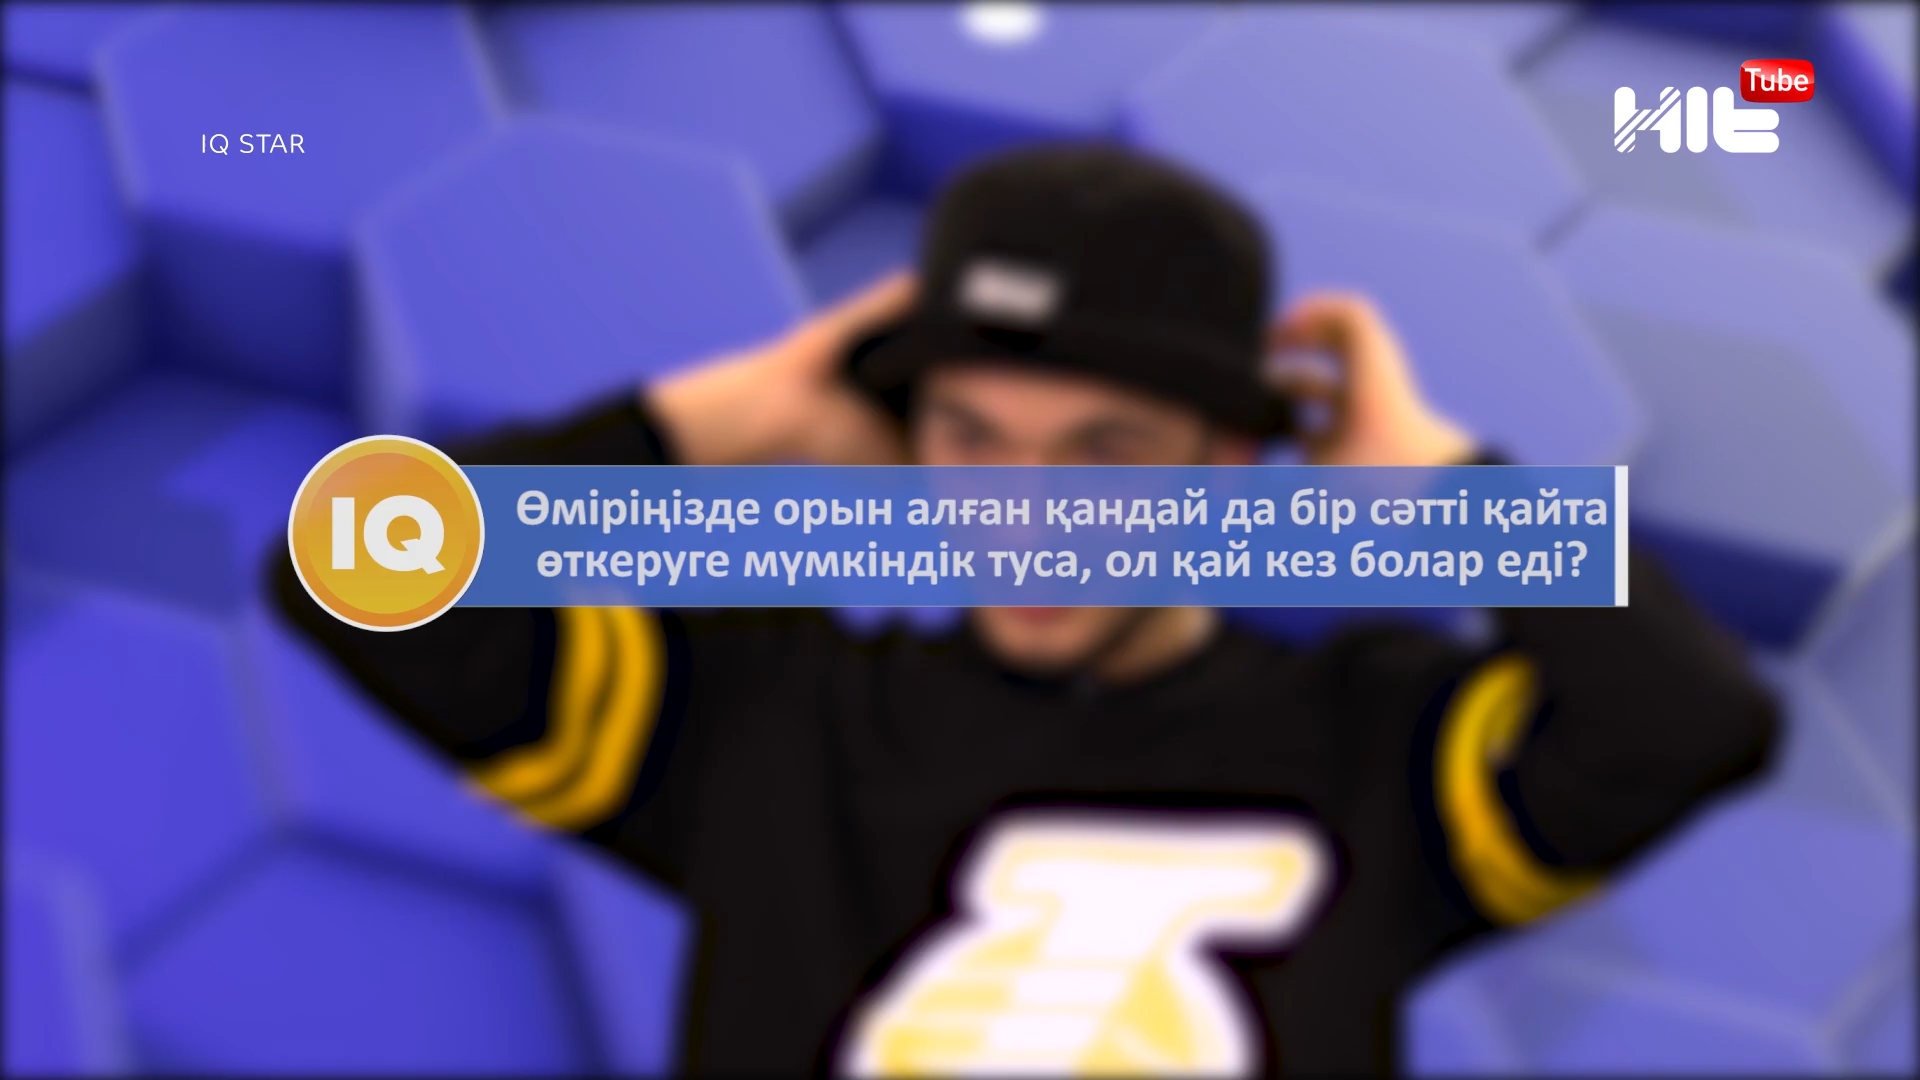 Tube
HIt
IQ STAR
IQ
Өміріңізде орын алған қандай да бір сәтті қайта
өткеруге мүмкіндік туса, ол қай кез болар еді?